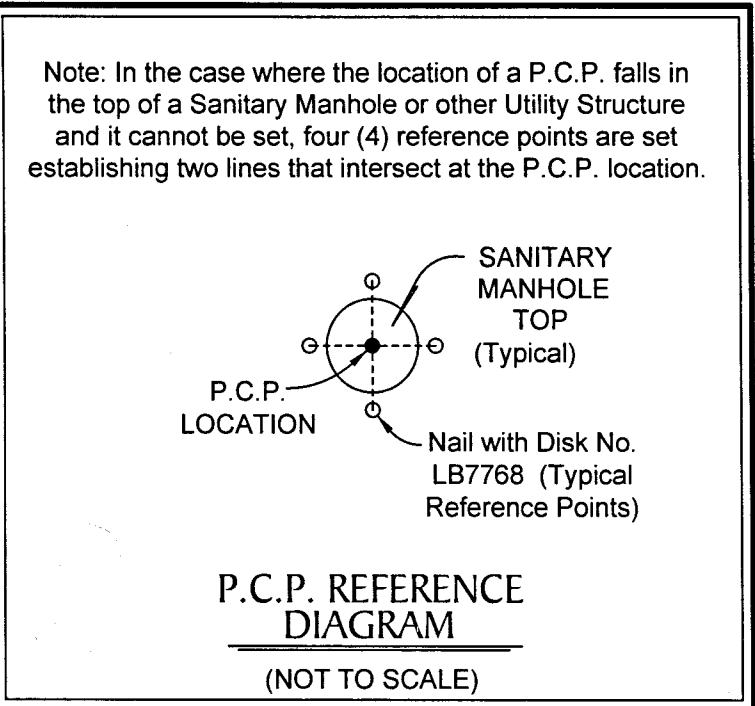 Note: In the case where the location of a P.C.P. falls in
the top of a Sanitary Manhole or other Utility Structure
and it cannot be set, four (4) reference points are set
establishing two lines that intersect at the P.C.P. location.
SANITARY
MANHOLE
TOP
(Typical)
P.C.P.
LOCATION
Nail with Disk No.
LB7768 (Typical
Reference Points)
P.C.P. REFERENCE
DIAGRAM
(NOT TO SCALE)